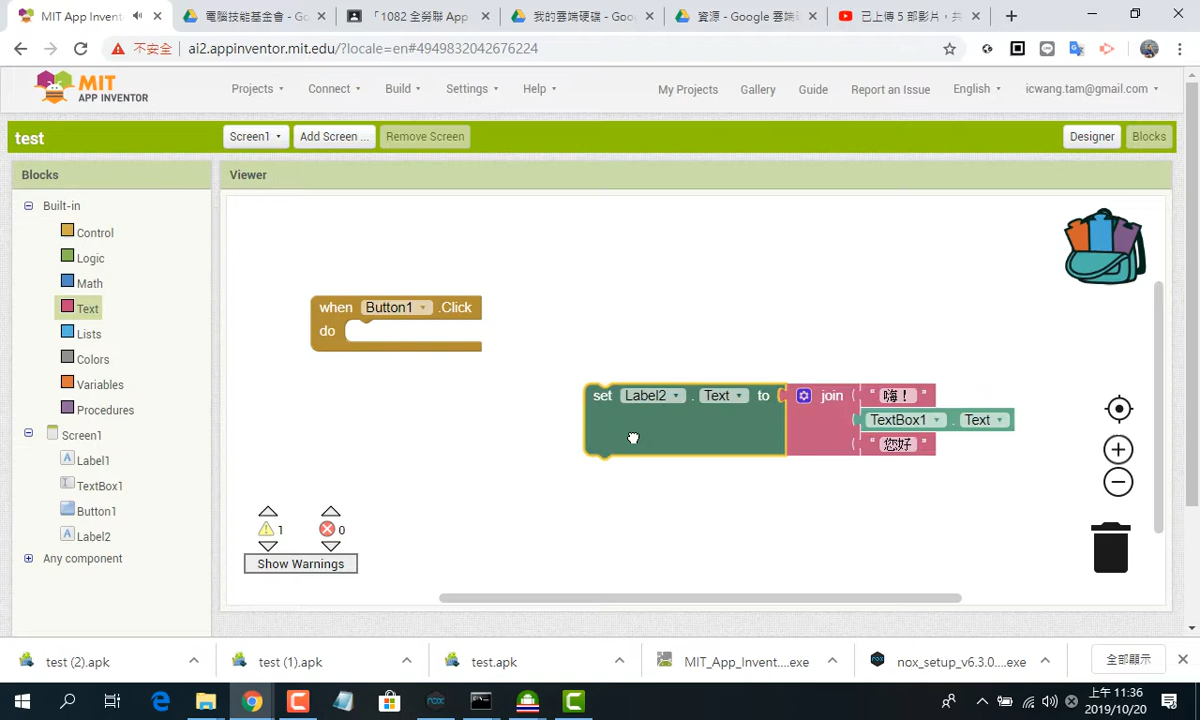 MIT App Inventor
電腦技能基金會 - Go
「1082 全勞聯 App
我的雲端硬碟 - Goo
資源 - Google 雲端硬
已上傳 5 部影片，共
不安全 ai2.appinventor.mit.edu/?locale=en#4949832042676224
MIT
APP INVENTOR
Projects Connect Build Settings Help My Projects Gallery Guide Report an Issue English icwang.tam@gmail.com
test
Screen1 Add Screen ... Remove Screen Designer Blocks
Blocks
Viewer
Built-in
Control
Logic
Math
Text
Lists
Colors
Variables
Procedures
Screen1
Label1
TextBox1
Button1
Label2
Any component
when Button1 .Click
do
set Label2 . Text to join " 嗨！ "
TextBox1 . Text
" 您好 "
1 0
Show Warnings
test (2).apk test (1).apk test.apk MIT_App_Invent....exe nox_setup_v6.3.0....exe 全部顯示
nox
上午 11:36
2019/10/20